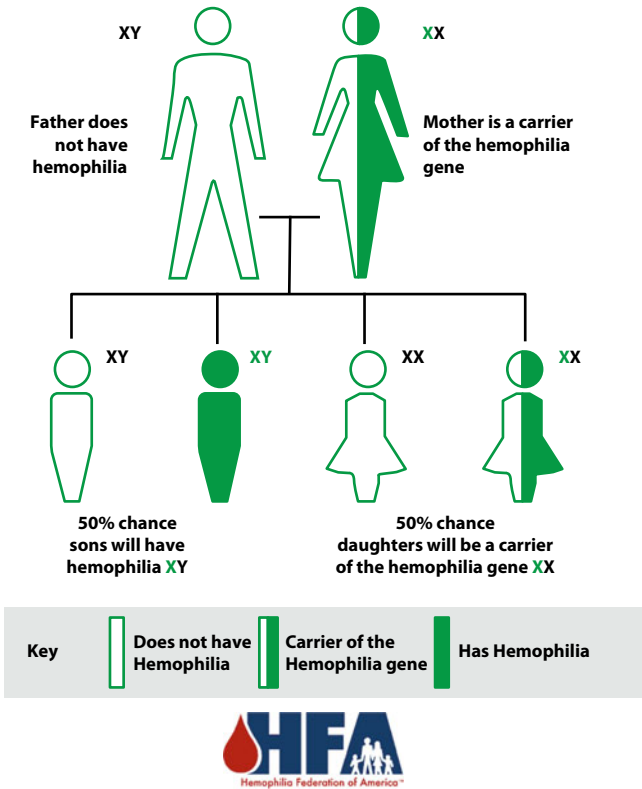 XY
XX
Father does
not have
hemophilia
Mother is a carrier
of the hemophilia
gene
XY
XY
XX
XX
50% chance
sons will have
hemophilia XY
50% chance
daughters will be a carrier
of the hemophilia gene XX
Key
Does not have
Hemophilia
Carrier of the
Hemophilia gene
Has Hemophilia
HFA
Hemophilia Federation of America™